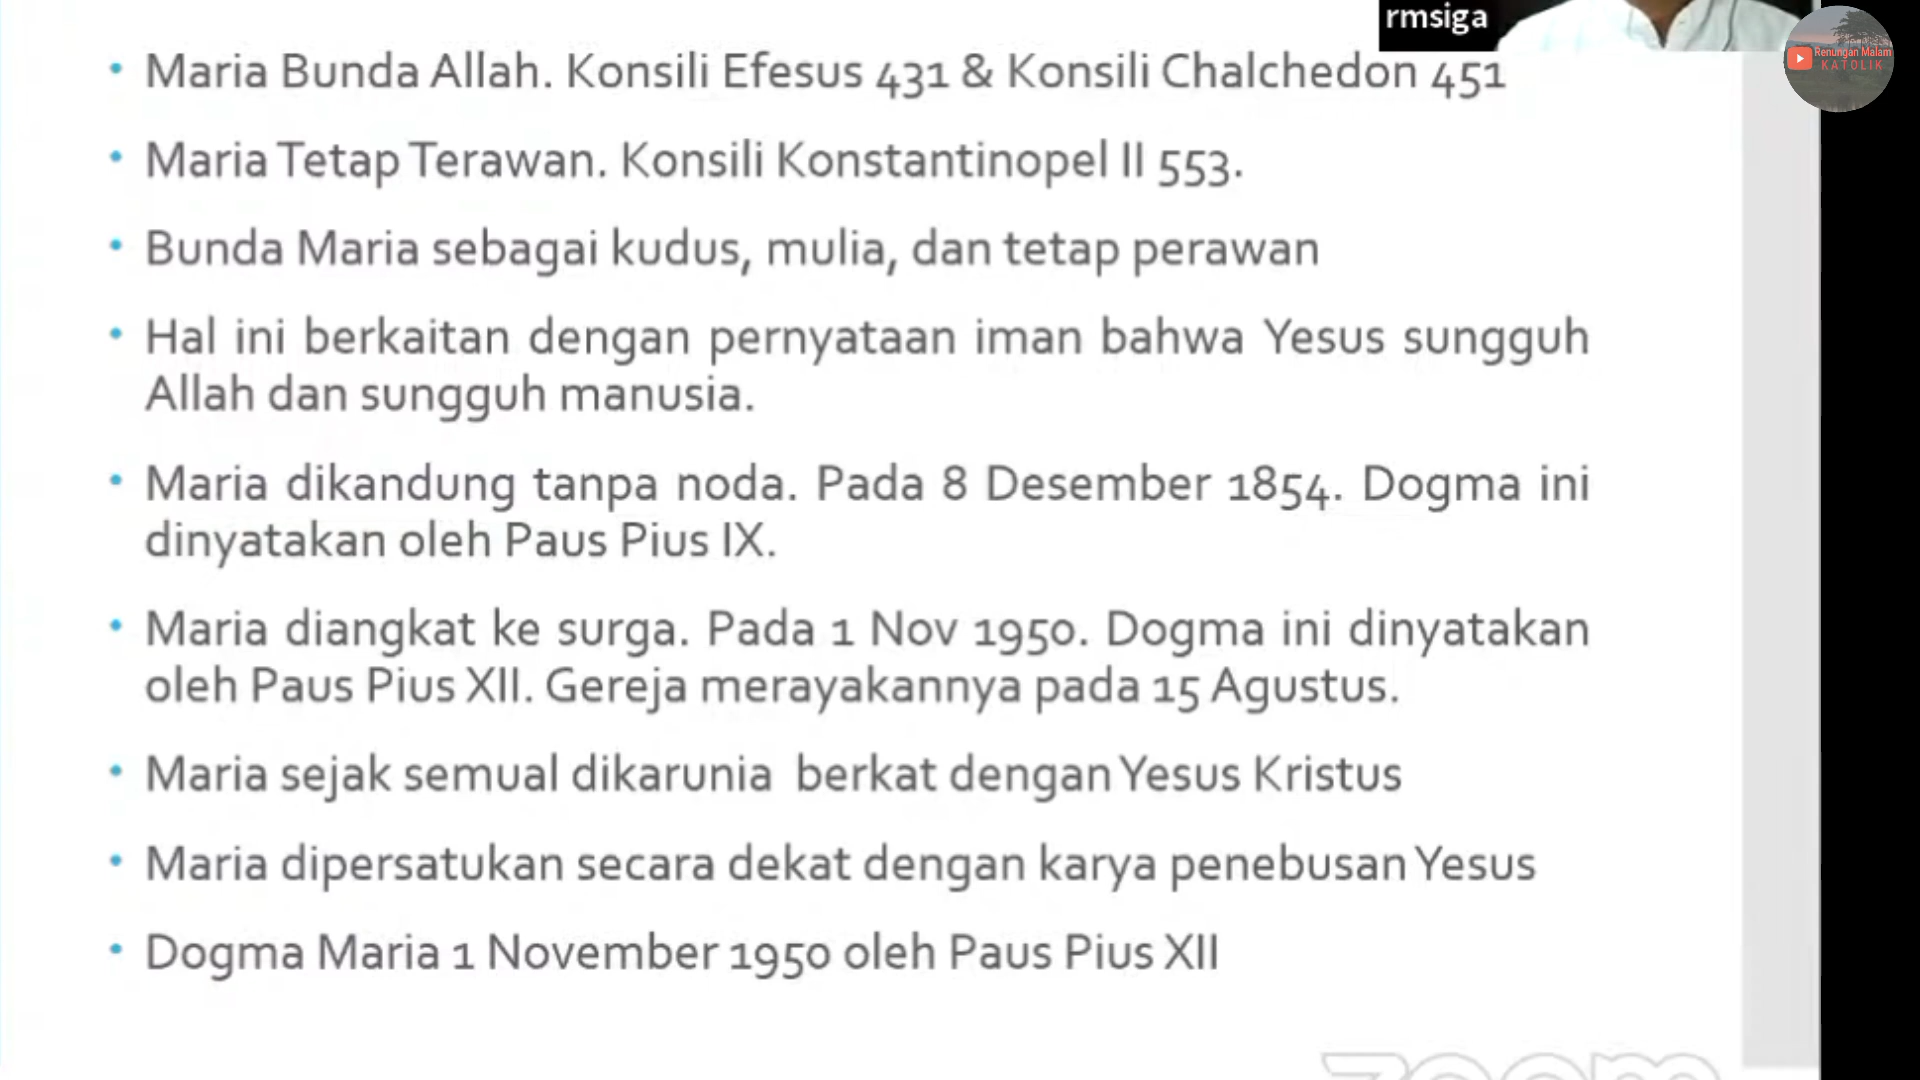 rmsiga
Renungan Malam
KATOLIK
• Maria Bunda Allah. Konsili Efesus 431 & Konsili Chalchedon 451
• Maria Tetap Terawan. Konsili Konstantinopel II 553.
• Bunda Maria sebagai kudus, mulia, dan tetap perawan
• Hal ini berkaitan dengan pernyataan iman bahwa Yesus sungguh
Allah dan sungguh manusia.
• Maria dikandung tanpa noda. Pada 8 Desember 1854. Dogma ini
dinyatakan oleh Paus Pius IX.
• Maria diangkat ke surga. Pada 1 Nov 1950. Dogma ini dinyatakan
oleh Paus Pius XII. Gereja merayakannya pada 15 Agustus.
• Maria sejak semual dikarunia berkat dengan Yesus Kristus
• Maria dipersatukan secara dekat dengan karya penebusan Yesus
• Dogma Maria 1 November 1950 oleh Paus Pius XII
zoom